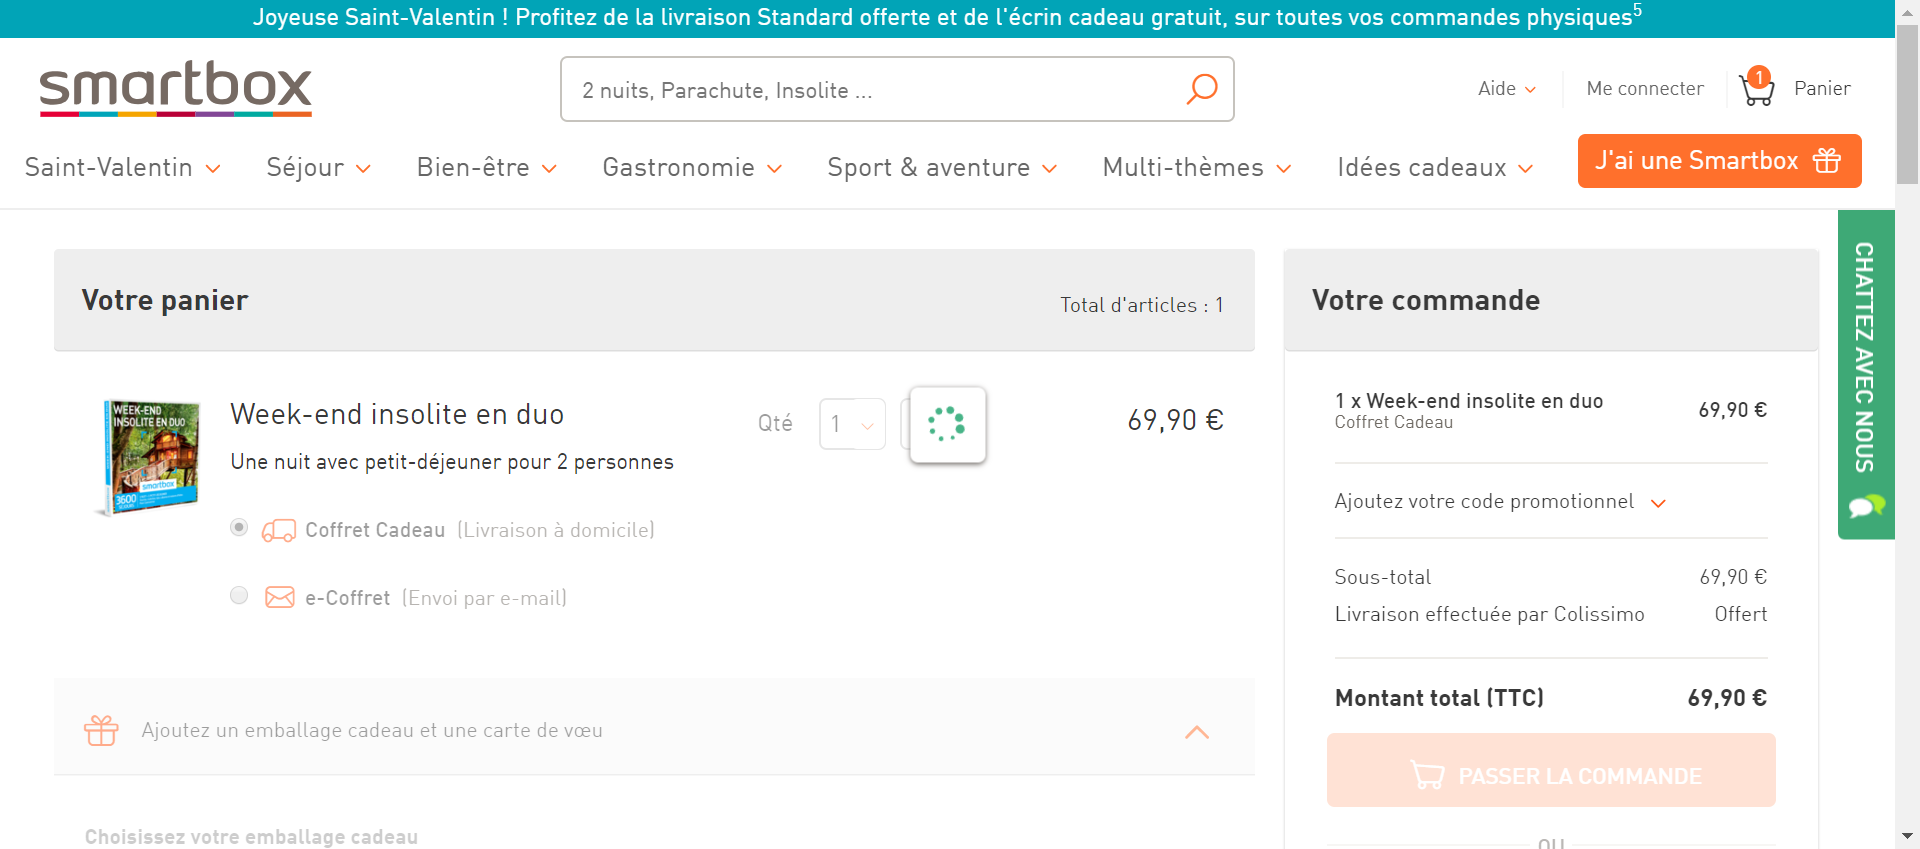 Joyeuse Saint-Valentin ! Profitez de la livraison Standard offerte et de l'écrin cadeau gratuit, sur toutes vos commandes physiques⁵
smartbox
2 nuits, Parachute, Insolite ...
Aide
Me connecter
1
Panier
Saint-Valentin
Séjour
Bien-être
Gastronomie
Sport & aventure
Multi-thèmes
Idées cadeaux
J'ai une Smartbox
CHATTEZ AVEC NOUS
Votre panier
Total d'articles : 1
WEEK-END
INSOLITE EN DUO
smartbox
3600
Week-end insolite en duo
Une nuit avec petit-déjeuner pour 2 personnes
Qté
1
69,90 €
Coffret Cadeau (Livraison à domicile)
e-Coffret (Envoi par e-mail)
Ajoutez un emballage cadeau et une carte de vœu
Choisissez votre emballage cadeau
Votre commande
1 x Week-end insolite en duo
Coffret Cadeau
69,90 €
Ajoutez votre code promotionnel
Sous-total 69,90 €
Livraison effectuée par Colissimo Offert
Montant total (TTC) 69,90 €
PASSER LA COMMANDE
OU